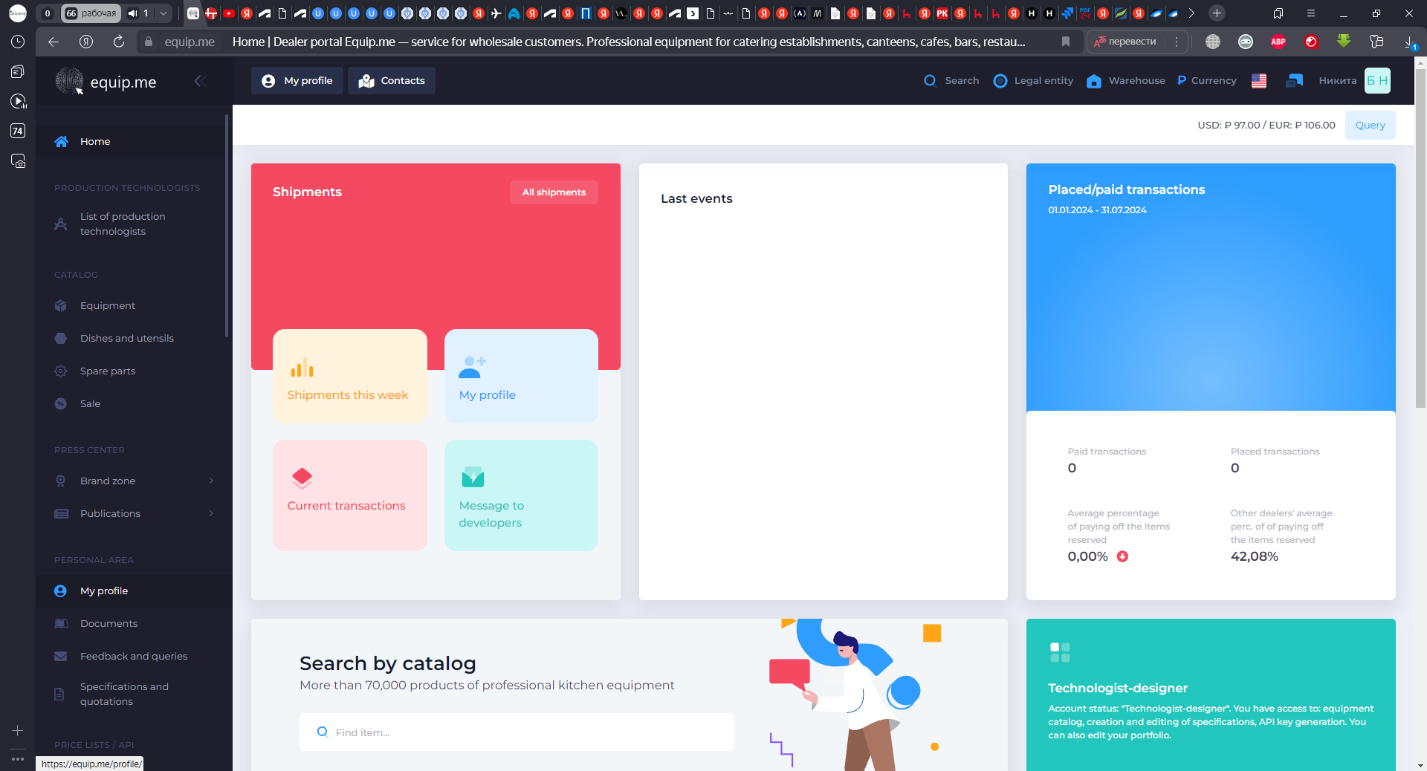 0
66 рабочая
1
equip.me
Home | Dealer portal Equip.me — service for wholesale customers. Professional equipment for catering establishments, canteens, cafes, bars, restau...
перевести
ABP
1
74
equip.me
My profile
Contacts
Search
Legal entity
Warehouse
Currency
Никита
Б Н
USD: P 97.00 / EUR: P 106.00
Query
Home
PRODUCTION TECHNOLOGISTS
List of production
technologists
CATALOG
Equipment
Dishes and utensils
Spare parts
Sale
PRESS CENTER
Brand zone
Publications
PERSONAL AREA
My profile
Documents
Feedback and queries
Specifications and
quotations
PRICE LISTS / API
https://equip.me/profile/
Shipments
All shipments
Shipments this week
My profile
Current transactions
Message to
developers
Last events
Placed/paid transactions
01.01.2024 - 31.07.2024
Paid transactions
0
Placed transactions
0
Average percentage
of paying off the items
reserved
0,00%
Other dealers' average
perc. of of paying off
the items reserved
42,08%
Search by catalog
More than 70,000 products of professional kitchen equipment
Find item...
Technologist-designer
Account status: "Technologist-designer". You have access to: equipment
catalog, creation and editing of specifications, API key generation. You
can also edit your portfolio.